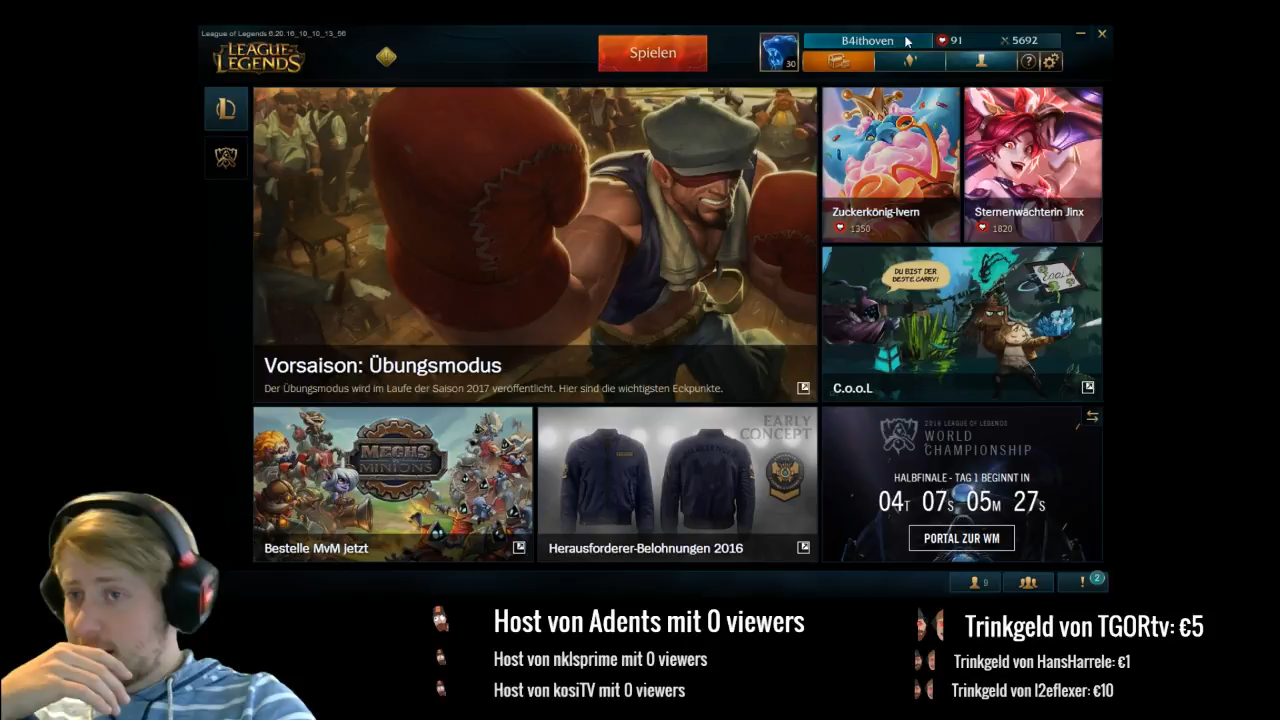 League of Legends 6.20.16_10_10_13_56
LEAGUE OF LEGENDS
Spielen
30
B4ithoven
91
5692
?
Zuckerkönig-Ivern
1350
Sternenwächterin Jinx
1820
Vorsaison: Übungsmodus
Der Übungsmodus wird im Laufe der Saison 2017 veröffentlicht. Hier sind die wichtigsten Eckpunkte.
DU BIST DER
BESTE CARRY!
C.o.o.L
MECHS
MINIONS
Bestelle MvM jetzt
EARLY
CONCEPT
Herausforderer-Belohnungen 2016
2016 LEAGUE OF LEGENDS
WORLD
CHAMPIONSHIP
HALBFINALE - TAG 1 BEGINNT IN
04T 07S 05M 27S
PORTAL ZUR WM
9
!
2
Host von Adents mit 0 viewers
Host von nklsprime mit 0 viewers
Host von kosiTV mit 0 viewers
Trinkgeld von TGORtv: €5
Trinkgeld von HansHarrele: €1
Trinkgeld von l2eflexer: €10